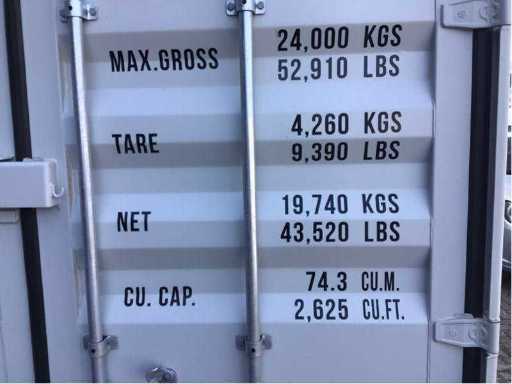 MAX.GROSS 24,000 KGS
52,910 LBS
TARE 4,260 KGS
9,390 LBS
NET 19,740 KGS
43,520 LBS
CU. CAP. 74.3 CU.M.
2,625 CU.FT.